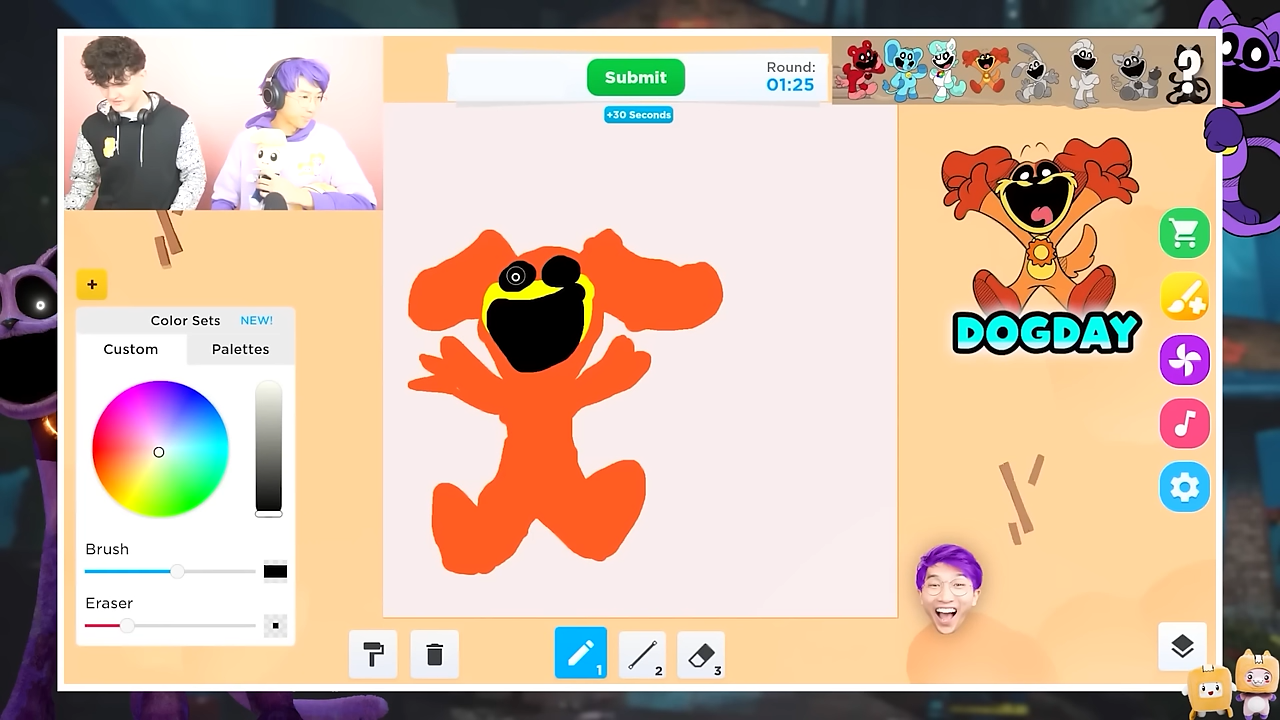 Submit
Round:
01:25
+30 Seconds
?
DOGDAY
+
Color Sets NEW!
Custom Palettes
Brush
Eraser
1
2
3